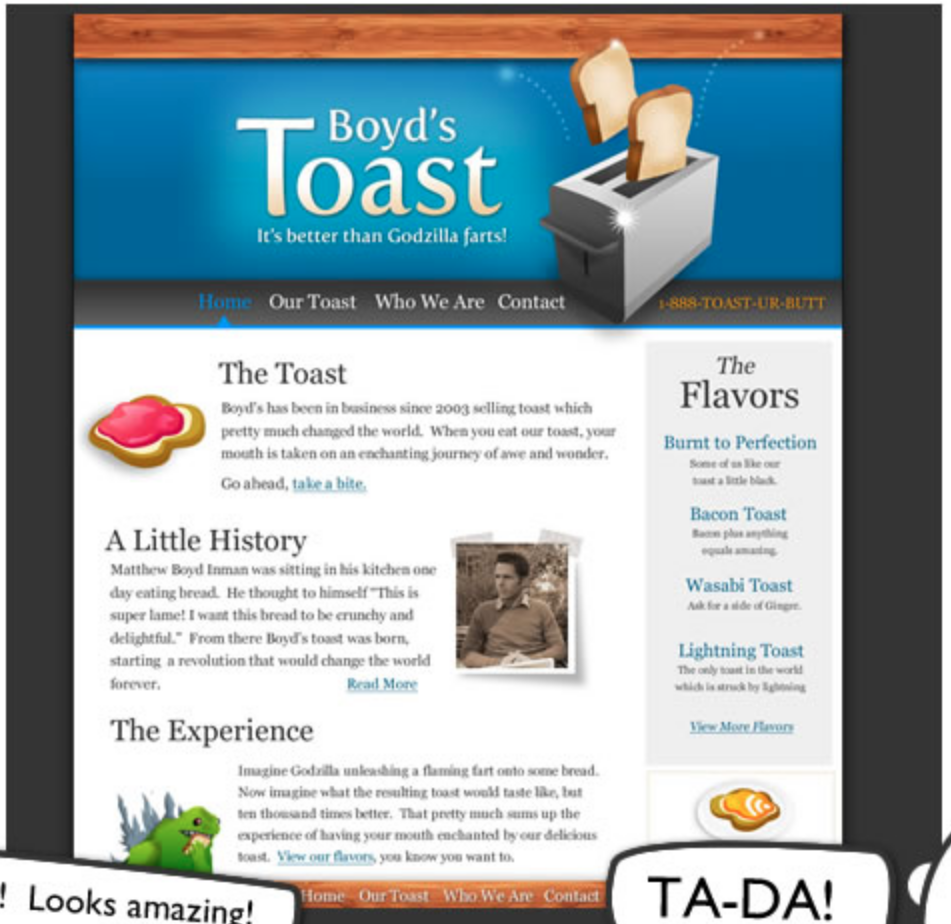 Boyd's
Toast
It's better than Godzilla farts!
Home Our Toast Who We Are Contact
1-888-TOAST-UR-BUTT
The Toast
Boyd's has been in business since 2003 selling toast which
pretty much changed the world. When you eat our toast, your
mouth is taken on an enchanting journey of awe and wonder.
Go ahead, take a bite.
A Little History
Matthew Boyd Inman was sitting in his kitchen one
day eating bread. He thought to himself "This is
super lame! I want this bread to be crunchy and
delightful." From there Boyd's toast was born,
starting a revolution that would change the world
forever. Read More
The Experience
Imagine Godzilla unleashing a flaming fart onto some bread.
Now imagine what the resulting toast would taste like, but
ten thousand times better. That pretty much sums up the
experience of having your mouth enchanted by our delicious
toast. View our flavors, you know you want to.
The
Flavors
Burnt to Perfection
Some of us like our
toast a little black.
Bacon Toast
Bacon plus anything
equals amazing.
Wasabi Toast
Ask for a side of Ginger.
Lightning Toast
The only toast in the world
which is struck by lightning
View More Flavors
Home Our Toast Who We Are Contact
! Looks amazing!
TA-DA!